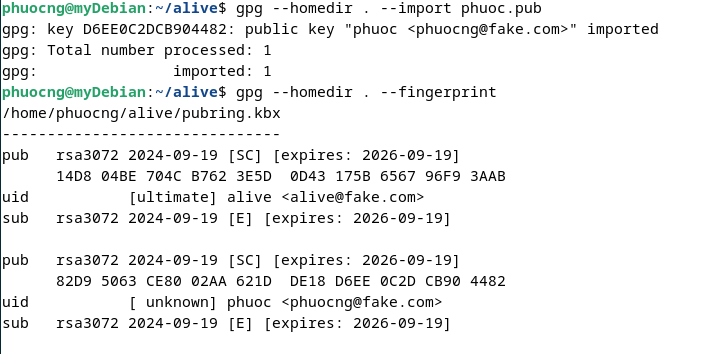 phuocng@myDebian:~/alive$ gpg --homedir . --import phuoc.pub
gpg: key D6EE0C2DCB904482: public key "phuoc <phuocng@fake.com>" imported
gpg: Total number processed: 1
gpg:               imported: 1
phuocng@myDebian:~/alive$ gpg --homedir . --fingerprint
/home/phuocng/alive/pubring.kbx
-------------------------------
pub   rsa3072 2024-09-19 [SC] [expires: 2026-09-19]
      14D8 04BE 704C B762 3E5D  0D43 175B 6567 96F9 3AAB
uid           [ultimate] alive <alive@fake.com>
sub   rsa3072 2024-09-19 [E] [expires: 2026-09-19]

pub   rsa3072 2024-09-19 [SC] [expires: 2026-09-19]
      82D9 5063 CE80 02AA 621D  DE18 D6EE 0C2D CB90 4482
uid           [ unknown] phuoc <phuocng@fake.com>
sub   rsa3072 2024-09-19 [E] [expires: 2026-09-19]